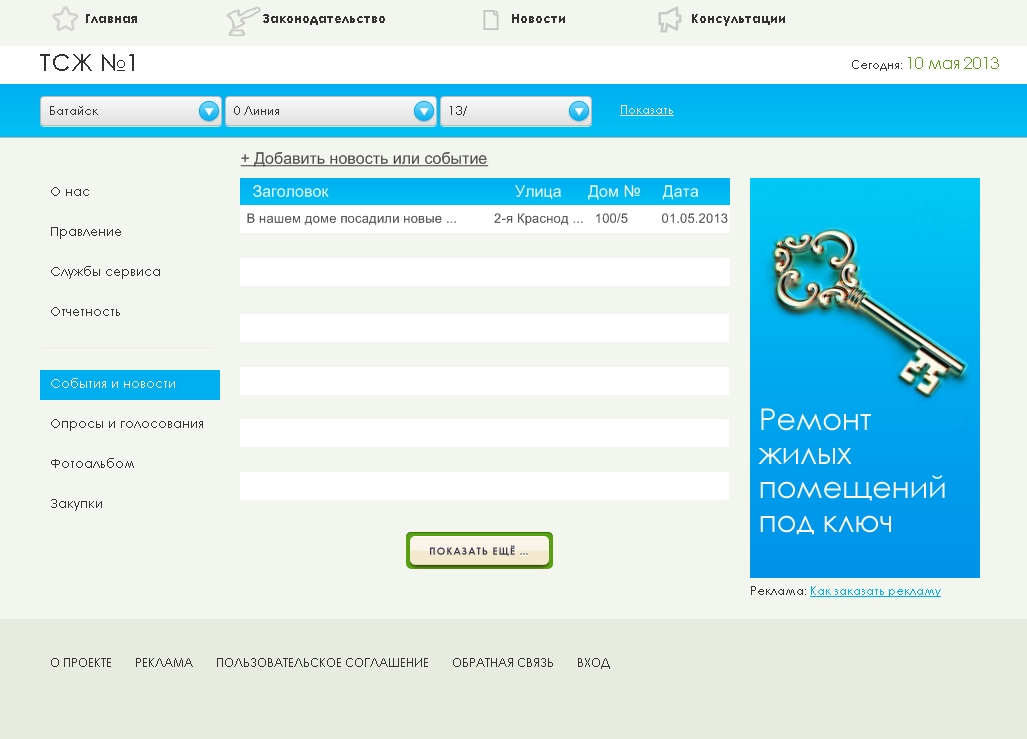 Главная Законодательство Новости Консультации
ТСЖ №1
Сегодня: 10 мая 2013
Батайск 0 Линия 13/ Показать
+ Добавить новость или событие
О нас
Правление
Службы сервиса
Отчетность
События и новости
Опросы и голосования
Фотоальбом
Закупки
Заголовок Улица Дом № Дата
В нашем доме посадили новые ... 2-я Краснод ... 100/5 01.05.2013
ПОКАЗАТЬ ЕЩЁ ...
Ремонт
жилых
помещений
под ключ
Реклама: Как заказать рекламу
О ПРОЕКТЕ РЕКЛАМА ПОЛЬЗОВАТЕЛЬСКОЕ СОГЛАШЕНИЕ ОБРАТНАЯ СВЯЗЬ ВХОД